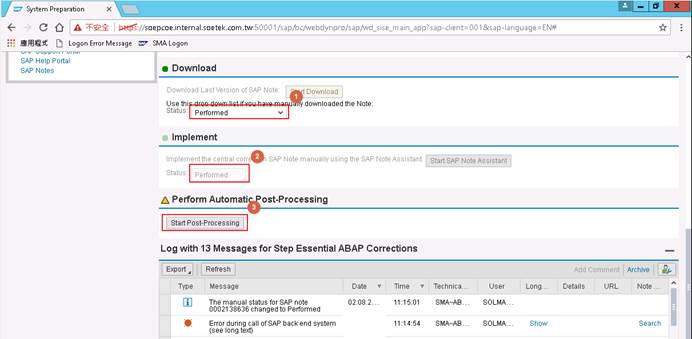 System Preparation
不安全
https://soepcoe.internal.soetek.com.tw:50001/sap/bc/webdynpro/sap/wd_sise_main_app?sap-client=001&sap-language=EN#
應用程式
Logon Error Message
SMA Logon
SAP Help Portal
SAP Notes
Download
Download Last Version of SAP Note:
Download
1
Use this drop down list if you have manually downloaded the Note:
Status:
Performed
Implement
2
Implement the central SAP Note manually using the SAP Note Assistant.
Start SAP Note Assistant
Status:
Performed
Perform Automatic Post-Processing
3
Start Post-Processing
Log with 13 Messages for Step Essential ABAP Corrections
Export
Refresh
Add Comment
Archive
Type
Message
Date
Time
Technica...
User
Long...
Details
URL
Note ...
The manual status for SAP note
0002138636 changed to Performed
02.08.2...
11:15:01
SMA-AB...
SOLMA...
Error during call of SAP back end system
(see long text)
11:14:54
SMA-AB...
SOLMA...
Show
Search